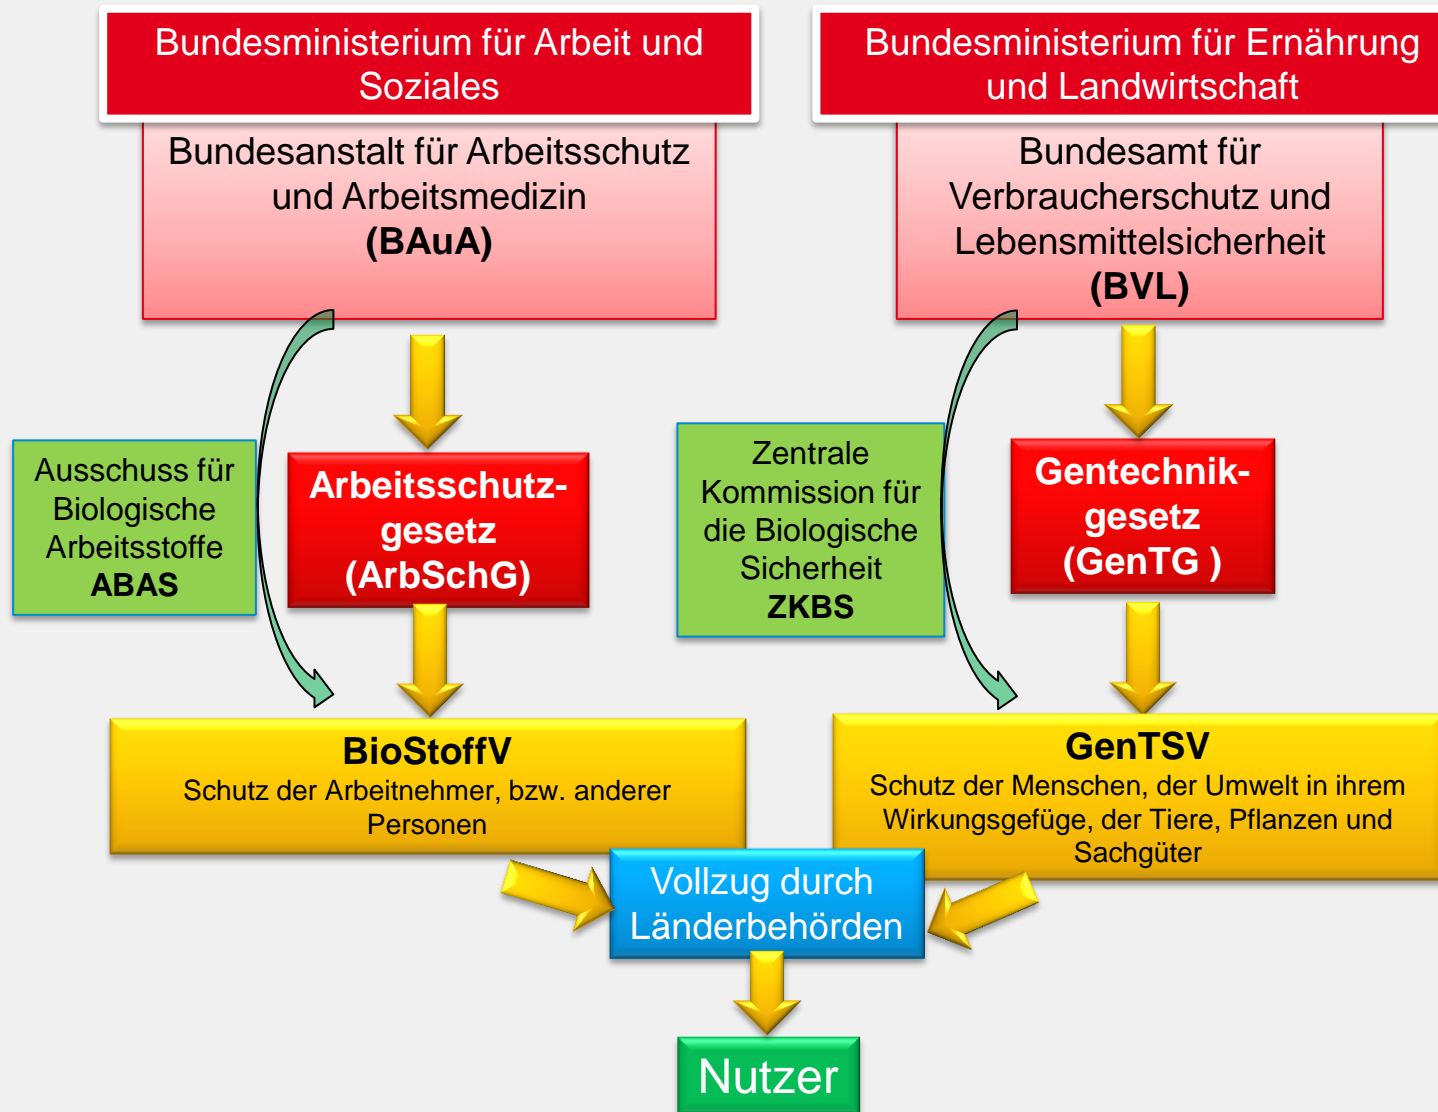 Bundesministerium für Arbeit und
Soziales
Bundesanstalt für Arbeitsschutz
und Arbeitsmedizin
(BAuA)
Bundesministerium für Ernährung
und Landwirtschaft
Bundesamt für
Verbraucherschutz und
Lebensmittelsicherheit
(BVL)
Ausschuss für
Biologische
Arbeitsstoffe
ABAS
Arbeitsschutz-
gesetz
(ArbSchG)
Zentrale
Kommission für
die Biologische
Sicherheit
ZKBS
Gentechnik-
gesetz
(GenTG )
BioStoffV
Schutz der Arbeitnehmer, bzw. anderer
Personen
GenTSV
Schutz der Menschen, der Umwelt in ihrem
Wirkungsgefüge, der Tiere, Pflanzen und
Sachgüter
Vollzug durch
Länderbehörden
Nutzer